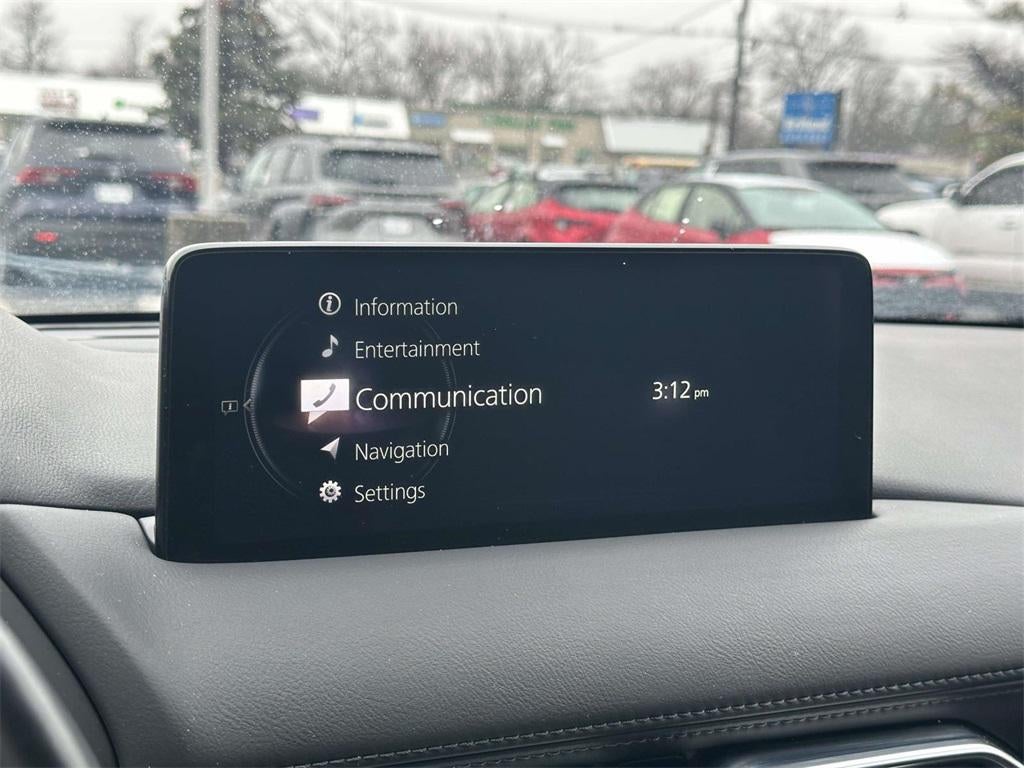 Information
Entertainment
Communication
3:12 pm
Navigation
Settings